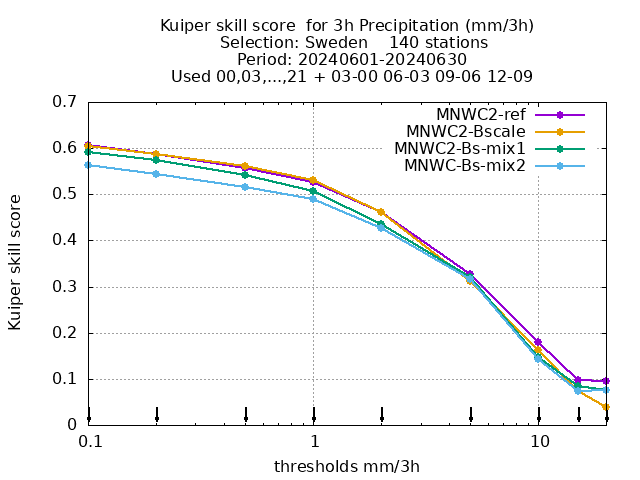 Kuiper skill score  for 3h Precipitation (mm/3h)
Selection: Sweden    140 stations
Period: 20240601-20240630
Used 00,03,...,21 + 03-00 06-03 09-06 12-09
MNWC2-ref
MNWC2-Bscale
MNWC2-Bs-mix1
MNWC-Bs-mix2
Kuiper skill score
0.7
0.6
0.5
0.4
0.3
0.2
0.1
0
0.1 1 10
thresholds mm/3h